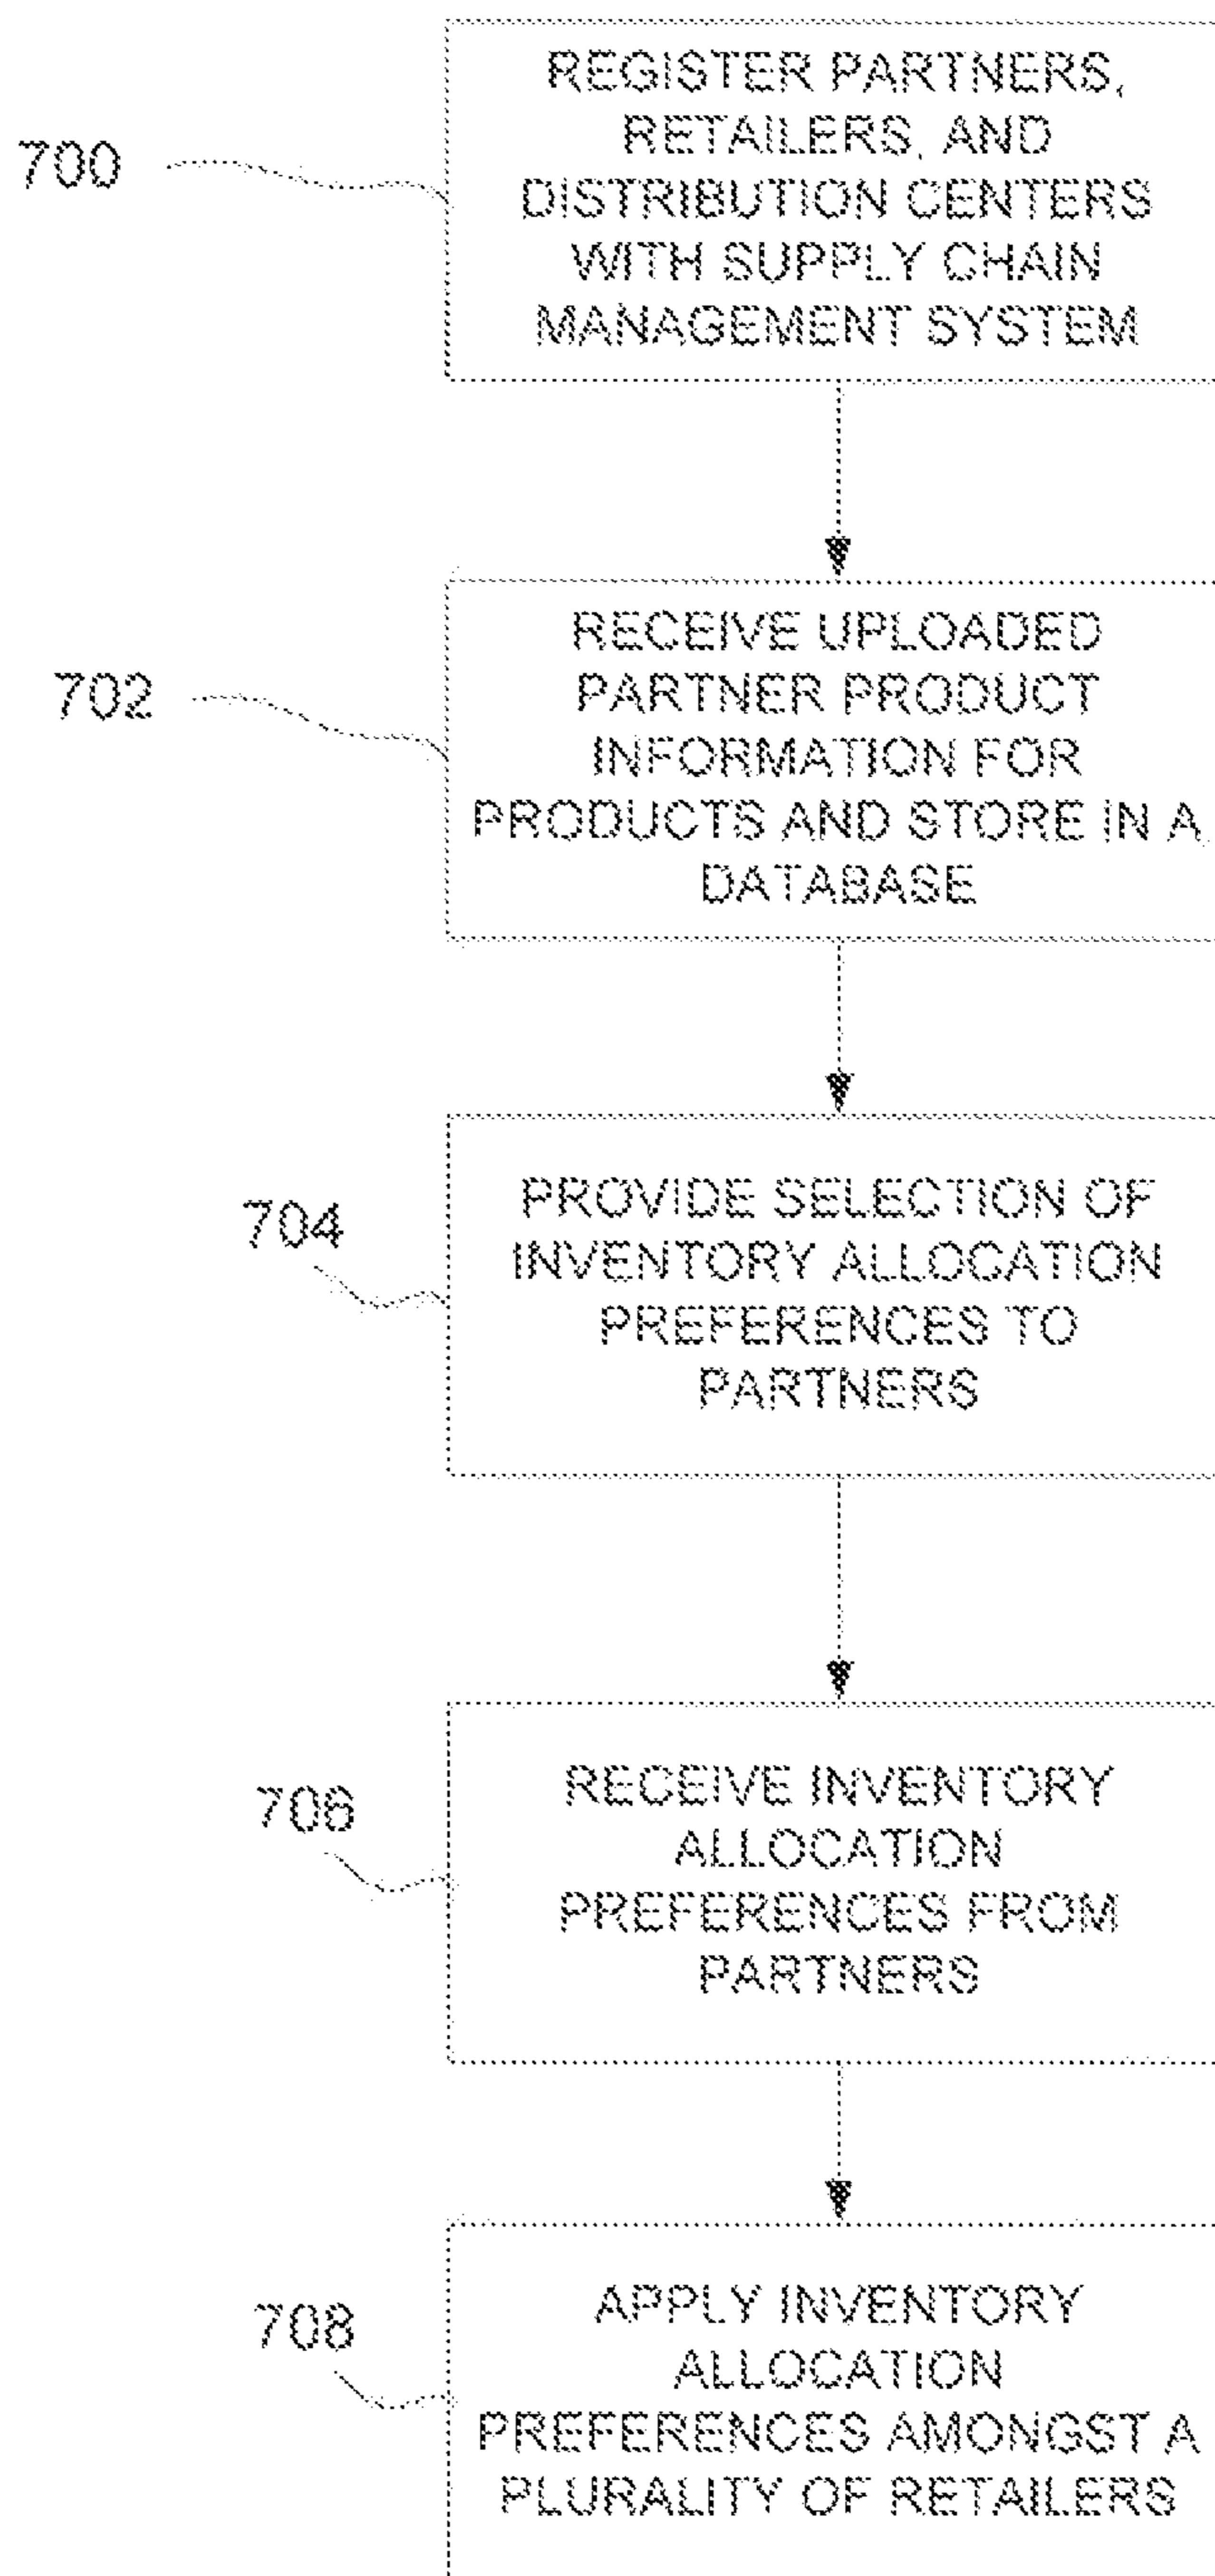 700
REGISTER PARTNERS,
RETAILERS, AND
DISTRIBUTION CENTERS
WITH SUPPLY CHAIN
MANAGEMENT SYSTEM
702
RECEIVE UPLOADED
PARTNER PRODUCT
INFORMATION FOR
PRODUCTS AND STORE IN A
DATABASE
704
PROVIDE SELECTION OF
INVENTORY ALLOCATION
PREFERENCES TO
PARTNERS
706
RECEIVE INVENTORY
ALLOCATION
PREFERENCES FROM
PARTNERS
708
APPLY INVENTORY
ALLOCATION
PREFERENCES AMONGST A
PLURALITY OF RETAILERS